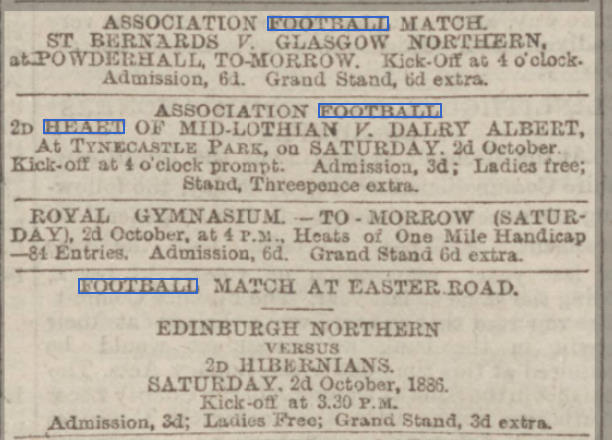 ASSOCIATION FOOTBALL MATCH.
ST BERNARDS V. GLASGOW NORTHERN,
at POWDERHALL, TO-MORROW. Kick-Off at 4 o'clock.
Admission, 6d. Grand Stand, 6d extra.
ASSOCIATION FOOTBALL
2D HEART OF MID-LOTHIAN V. DALRY ALBERT,
At TYNECASTLE PARK, on SATURDAY, 2d October.
Kick-off at 4 o'clock prompt. Admission, 3d; Ladies free;
Stand, Threepence extra.
ROYAL GYMNASIUM. — TO-MORROW (SATUR-
DAY), 2d October, at 4 P.M., Heats of One Mile Handicap
—84 Entries. Admission, 6d. Grand Stand 6d extra.
FOOTBALL MATCH AT EASTER ROAD.
EDINBURGH NORTHERN
VERSUS
2D HIBERNIANS.
SATURDAY, 2d October, 1886.
Kick-off at 3.30 P.M.
Admission, 3d; Ladies Free; Grand Stand, 3d extra.